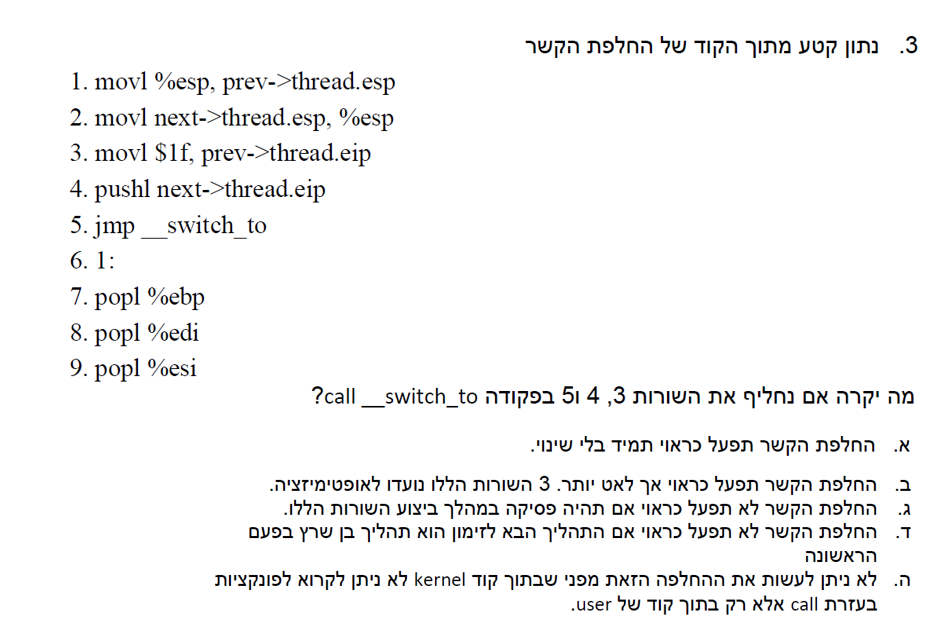 3. נתון קטע מתוך הקוד של החלפת הקשר
1. movl %esp, prev->thread.esp
2. movl next->thread.esp, %esp
3. movl $1f, prev->thread.eip
4. pushl next->thread.eip
5. jmp __switch_to
6. 1:
7. popl %ebp
8. popl %edi
9. popl %esi
מה יקרה אם נחליף את השורות 3, 4 ו5 בפקודה call __switch_to?
א. החלפת הקשר תפעל כראוי תמיד בלי שינוי.
ב. החלפת הקשר תפעל כראוי אך לאט יותר. 3 השורות הללו נועדו לאופטימיזציה.
ג. החלפת הקשר לא תפעל כראוי אם תהיה פסיקה במהלך ביצוע השורות הללו.
ד. החלפת הקשר לא תפעל כראוי אם התהליך הבא לזימון הוא תהליך בן שרץ בפעם
הראשונה
ה. לא ניתן לעשות את ההחלפה הזאת מפני שבתוך קוד kernel לא ניתן לקרוא לפונקציות
בעזרת call אלא רק בתוך קוד של user.